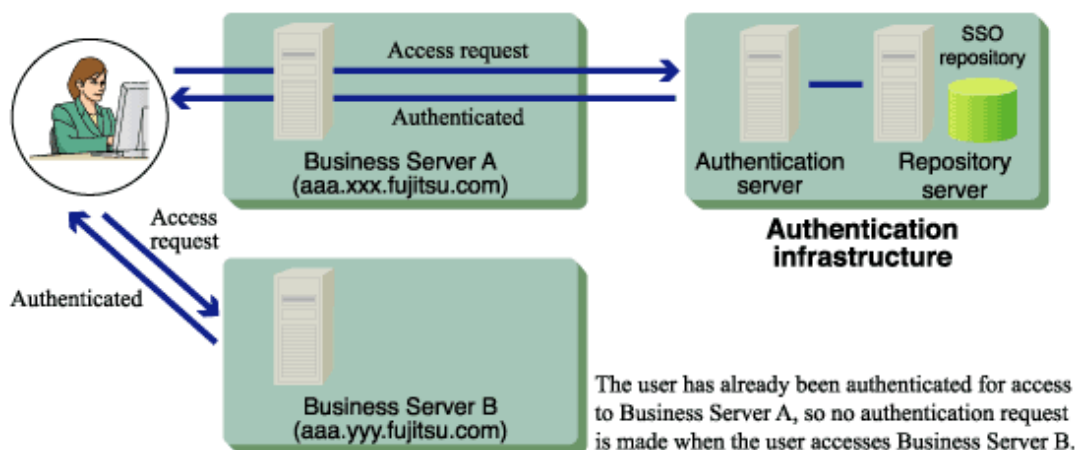 Access request
Authenticated
Business Server A
(aaa.xxx.fujitsu.com)
SSO
repository
Authentication
server
Repository
server
Authentication
infrastructure
Access
request
Authenticated
Business Server B
(aaa.yyy.fujitsu.com)
The user has already been authenticated for access
to Business Server A, so no authentication request
is made when the user accesses Business Server B.